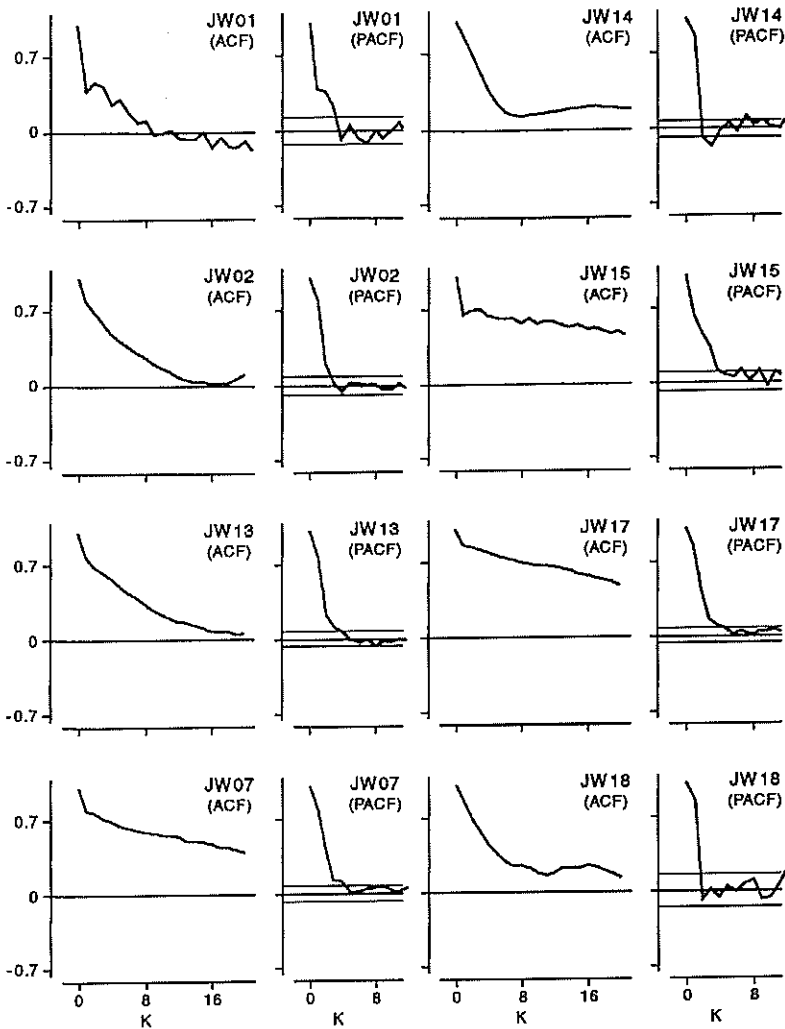 JW01 JW01 JW14 JW14
(ACF) (PACF) (ACF) (PACF)
0.7
0
-0.7
JW02 JW02 JW15 JW15
(ACF) (PACF) (ACF) (PACF)
0.7
0
-0.7
JW13 JW13 JW17 JW17
(ACF) (PACF) (ACF) (PACF)
0.7
0
-0.7
JW07 JW07 JW18 JW18
(ACF) (PACF) (ACF) (PACF)
0.7
0
-0.7
0 8 16 0 8 0 8 16 0 8
K K K K